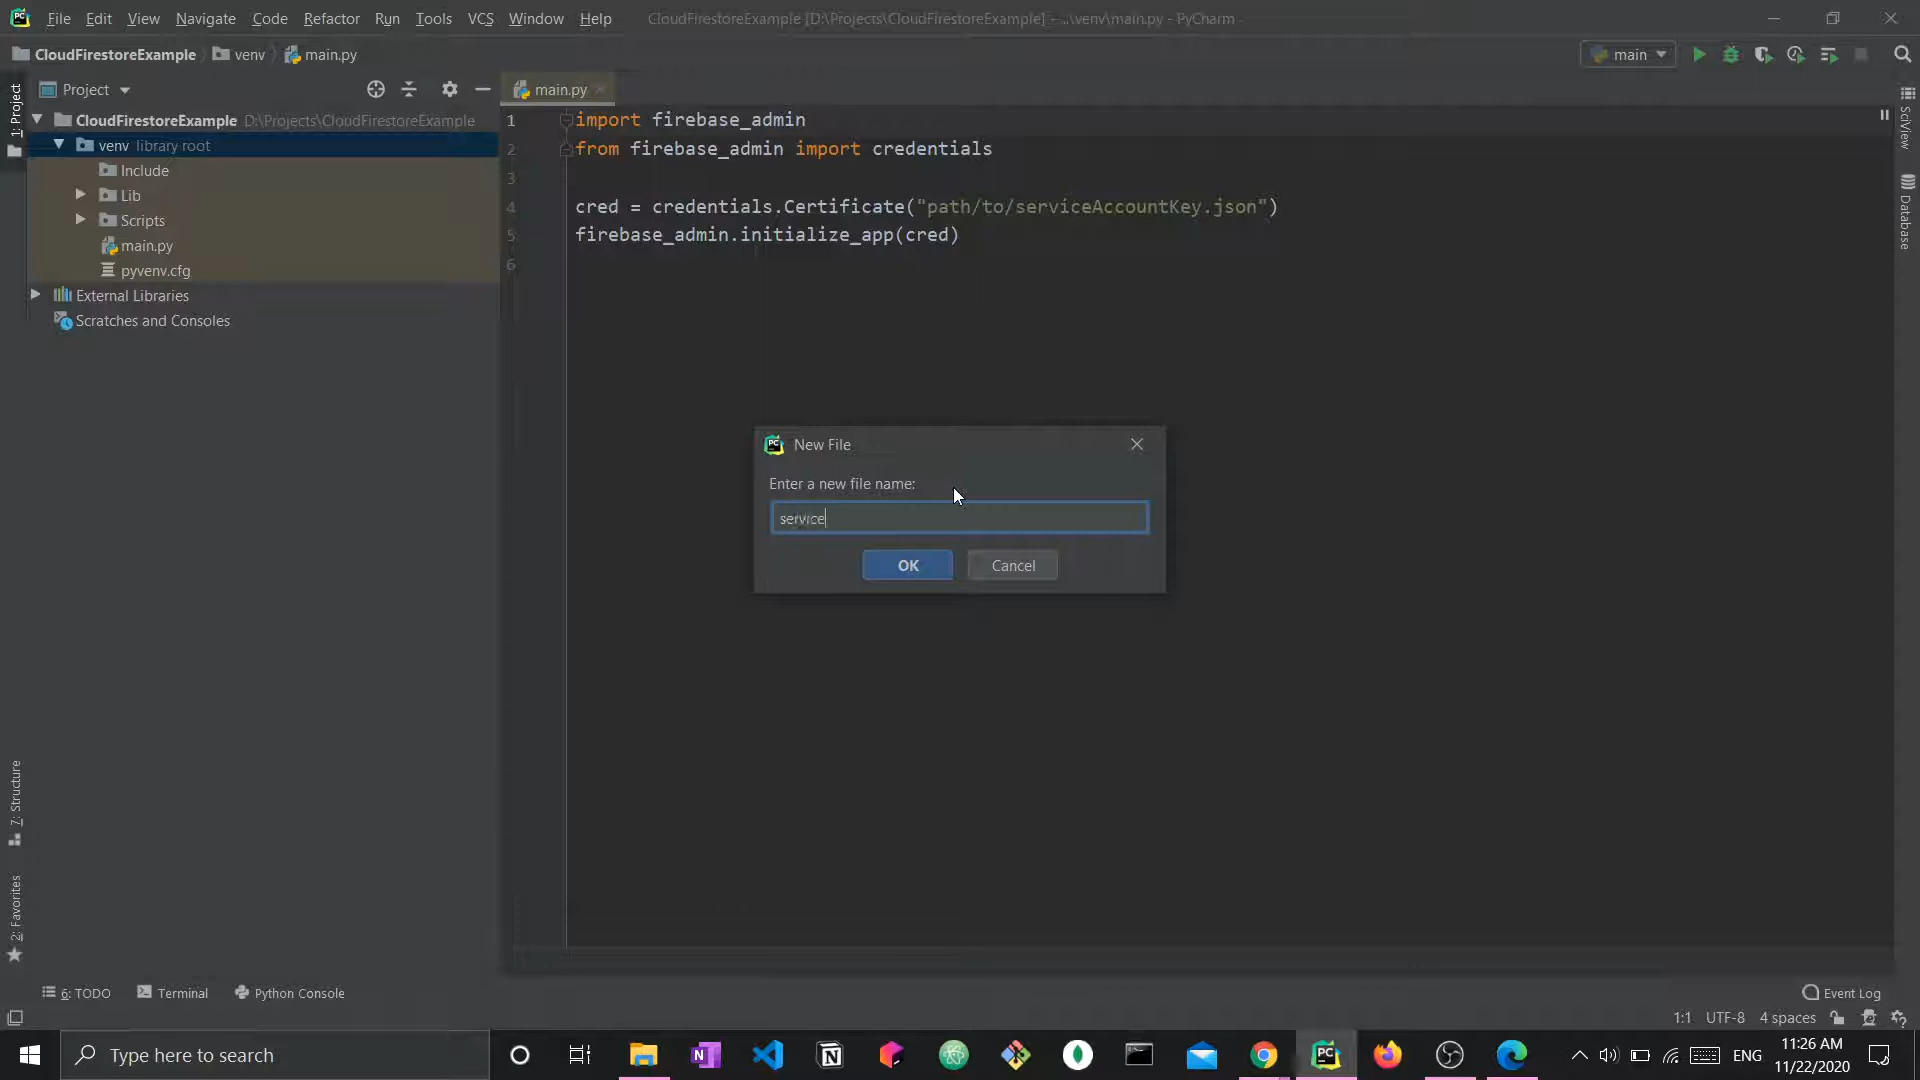 File Edit View Navigate Code Refactor Run Tools VCS Window Help CloudFirestoreExample [D:\Projects\CloudFirestoreExample] - ...\venv\main.py - PyCharm
CloudFirestoreExample venv main.py main
Project main.py
CloudFirestoreExample D:\Projects\CloudFirestoreExample
venv library root
Include
Lib
Scripts
main.py
pyvenv.cfg
External Libraries
Scratches and Consoles
1 import firebase_admin
2 from firebase_admin import credentials
3
4 cred = credentials.Certificate("path/to/serviceAccountKey.json")
5 firebase_admin.initialize_app(cred)
6
New File
Enter a new file name:
service
OK Cancel
1: Project
7: Structure
2: Favorites
SciView
Database
6: TODO Terminal Python Console Event Log
1:1 UTF-8 4 spaces
Type here to search ENG 11:26 AM
11/22/2020